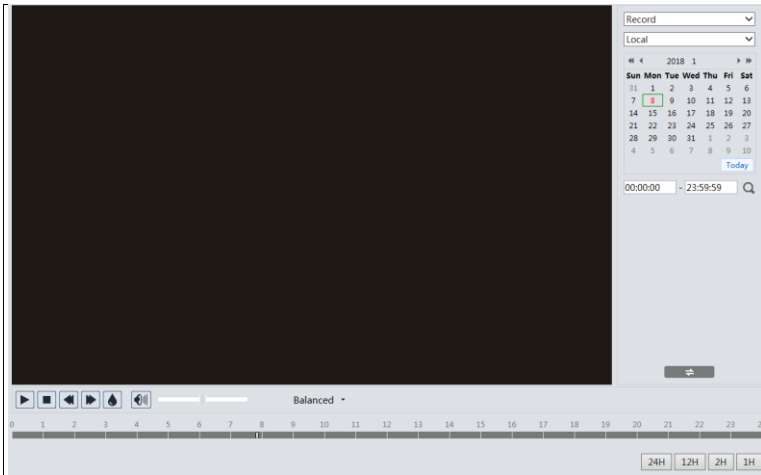 Record
Local
2018 1
Sun Mon Tue Wed Thu Fri Sat
31 1 2 3 4 5 6
7 8 9 10 11 12 13
14 15 16 17 18 19 20
21 22 23 24 25 26 27
28 29 30 31 1 2 3
4 5 6 7 8 9 10
Today
00:00:00 - 23:59:59
Balanced
0 1 2 3 4 5 6 7 8 9 10 11 12 13 14 15 16 17 18 19 20 21 22 23 2
24H 12H 2H 1H